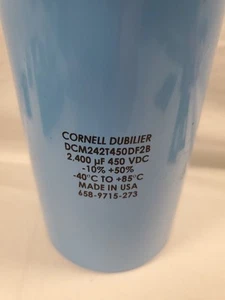 CORNELL DUBILIER
DCM242T450DF2B
2,400 µF 450 VDC
-10% +50%
-40°C TO +85°C
MADE IN USA
658-9715-273